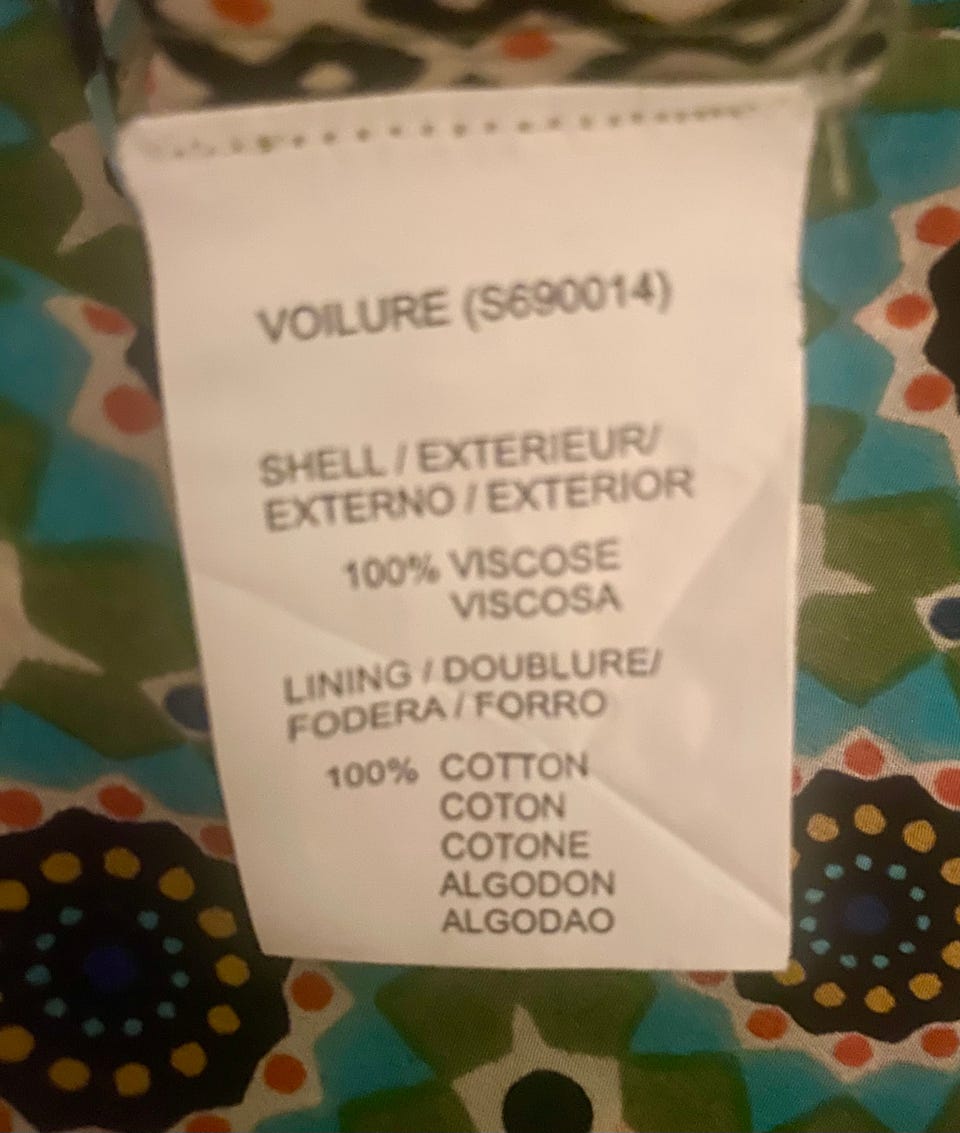 VOILURE (S690014)
SHELL / EXTERIEUR/
EXTERNO / EXTERIOR
100% VISCOSE
VISCOSA
LINING / DOUBLURE/
FODERA / FORRO
100% COTTON
COTON
COTONE
ALGODON
ALGODAO